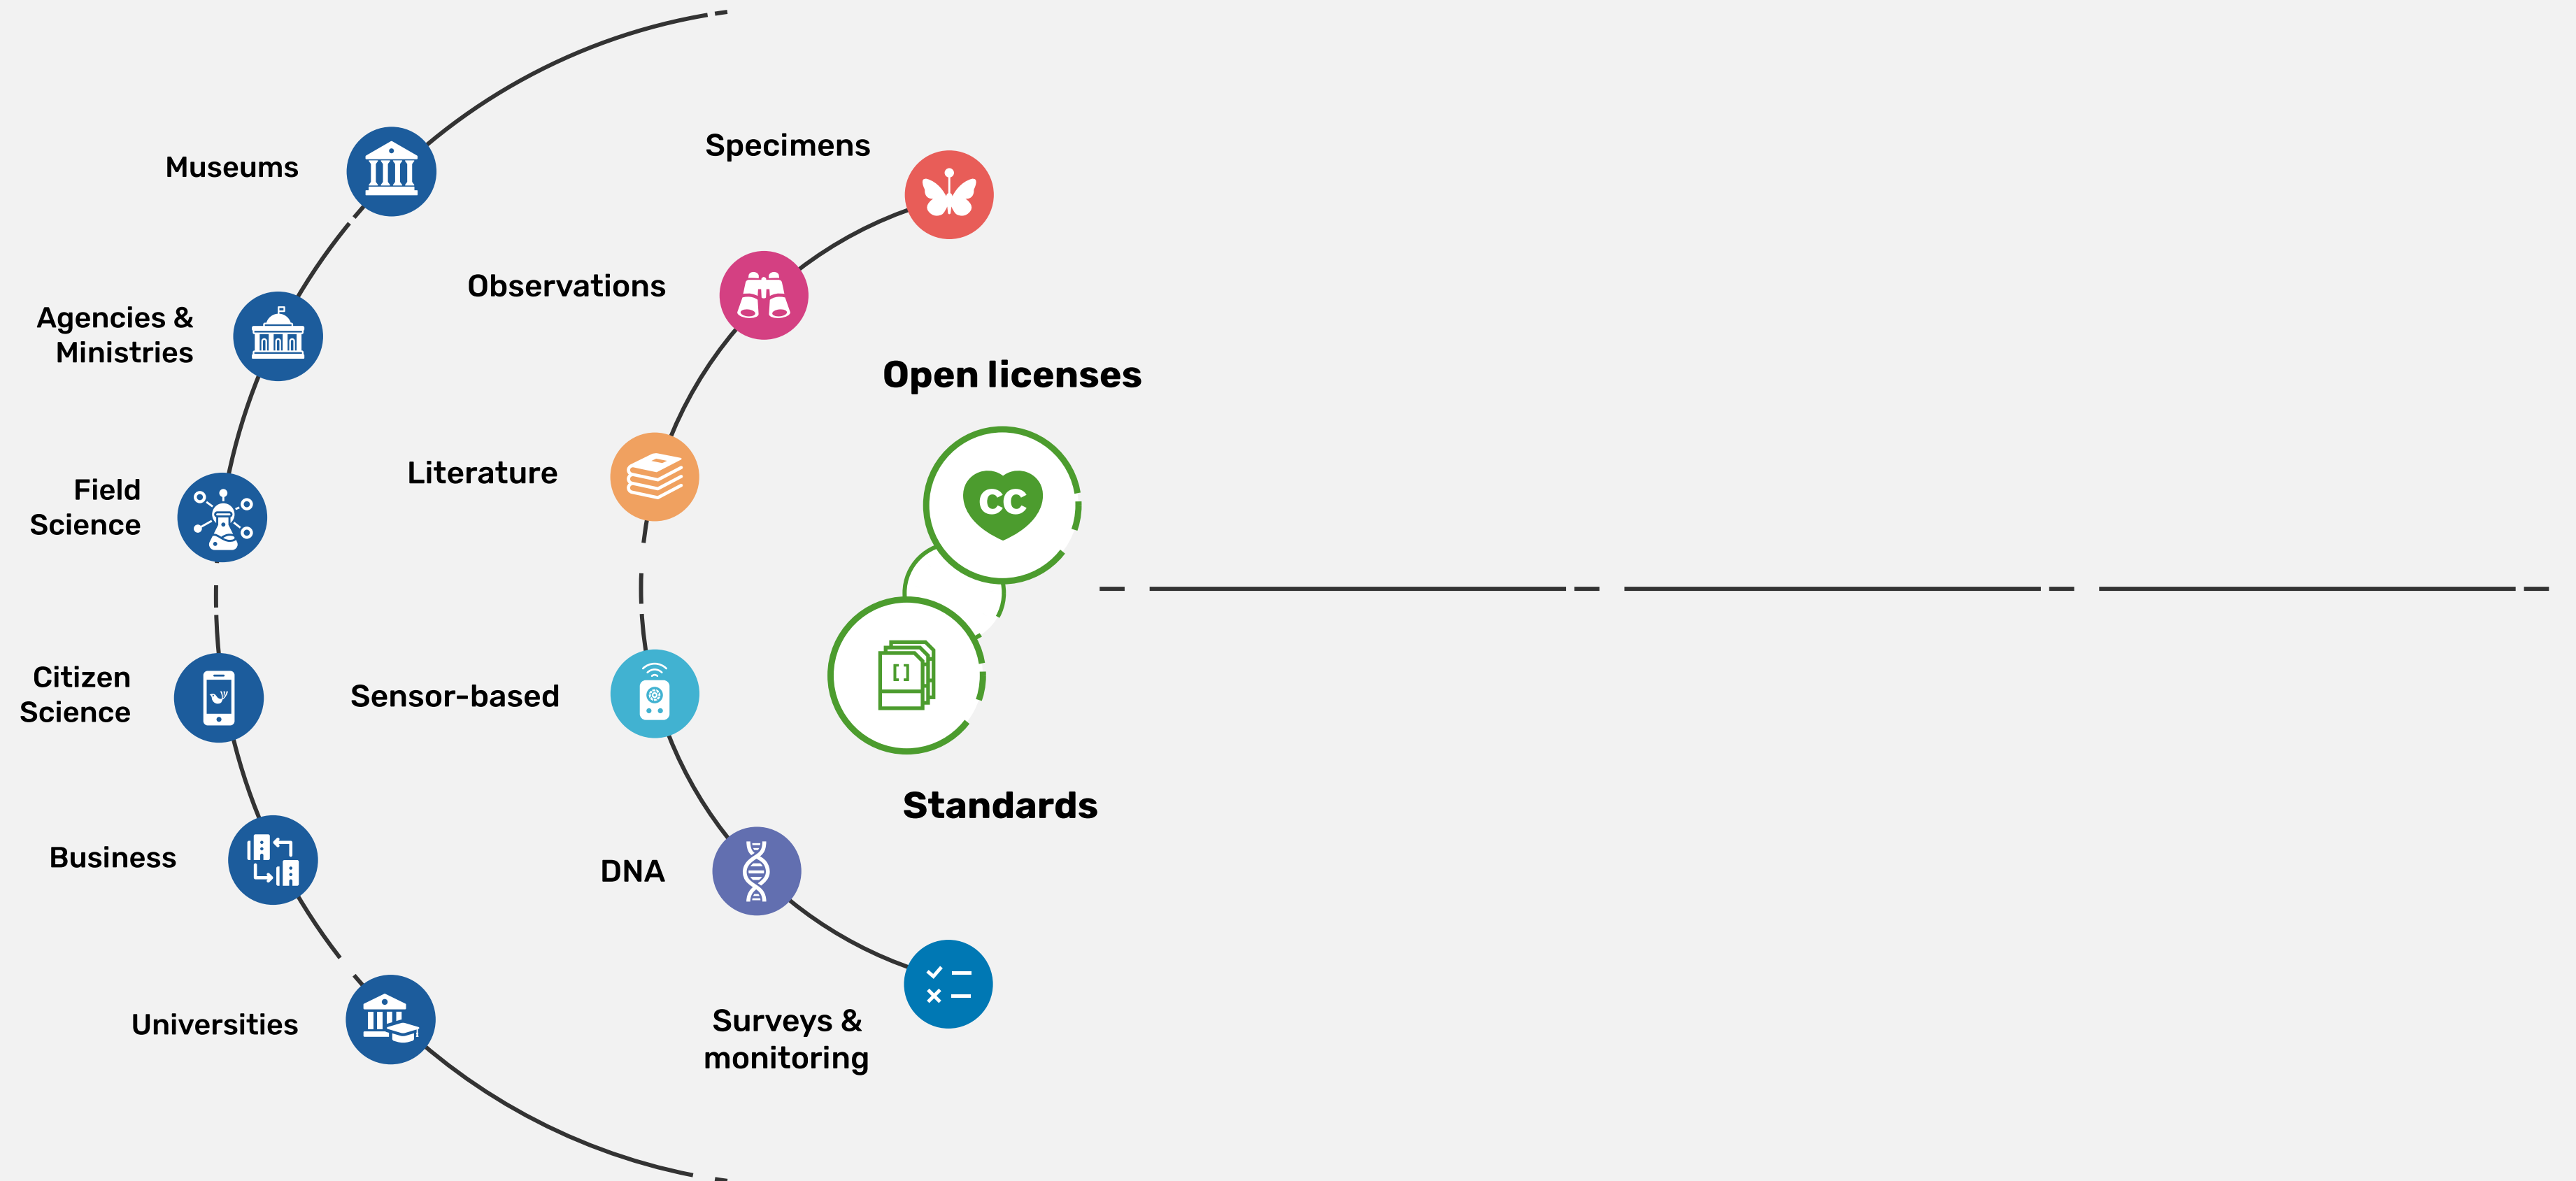 Museums
Agencies &
Ministries
Field
Science
Citizen
Science
Business
Universities
Specimens
Observations
Literature
Sensor-based
DNA
Surveys &
monitoring
Open licenses
CC
[ ]
Standards